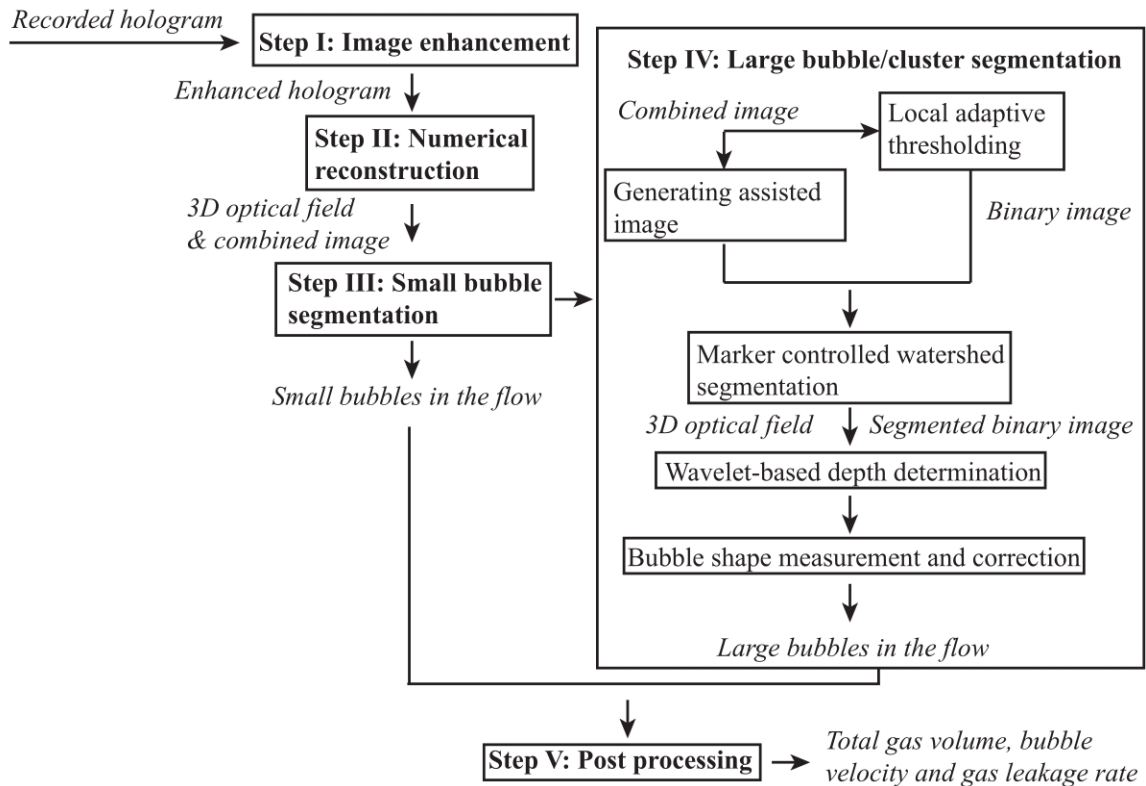 Recorded hologram
Step I: Image enhancement
Enhanced hologram
Step II: Numerical
reconstruction
3D optical field
& combined image
Step III: Small bubble
segmentation
Small bubbles in the flow
Step IV: Large bubble/cluster segmentation
Combined image
Local adaptive
thresholding
Generating assisted
image
Binary image
Marker controlled watershed
segmentation
3D optical field
Segmented binary image
Wavelet-based depth determination
Bubble shape measurement and correction
Large bubbles in the flow
Step V: Post processing
Total gas volume, bubble
velocity and gas leakage rate